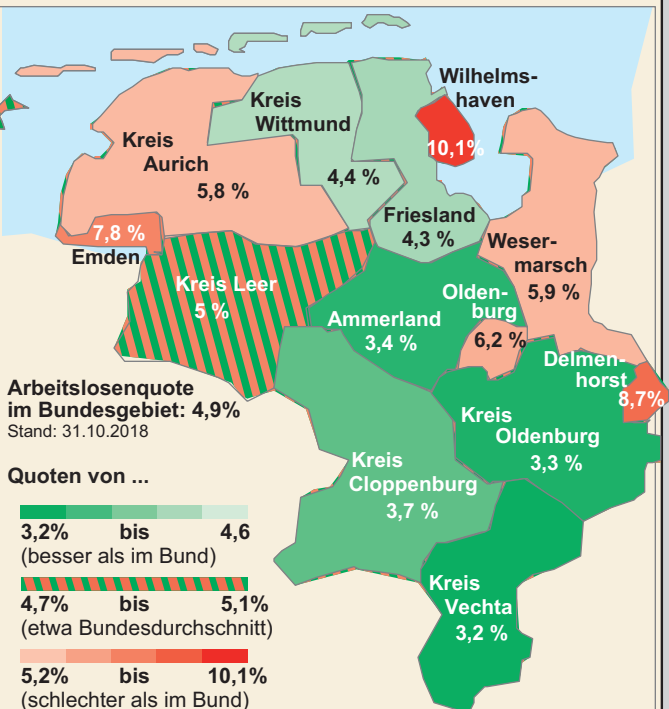 Wilhelms-
haven
10,1%
Kreis
Wittmund
4,4 %
Kreis
Aurich
5,8 %
Friesland
4,3 %
7,8 %
Emden
Weser-
marsch
5,9 %
Kreis Leer
5 %
Olden-
burg
6,2 %
Ammerland
3,4 %
Delmen-
horst
8,7%
Kreis
Oldenburg
3,3 %
Kreis
Cloppenburg
3,7 %
Kreis
Vechta
3,2 %
Arbeitslosenquote
im Bundesgebiet: 4,9%
Stand: 31.10.2018
Quoten von ...
3,2% bis 4,6
(besser als im Bund)
4,7% bis 5,1%
(etwa Bundesdurchschnitt)
5,2% bis 10,1%
(schlechter als im Bund)